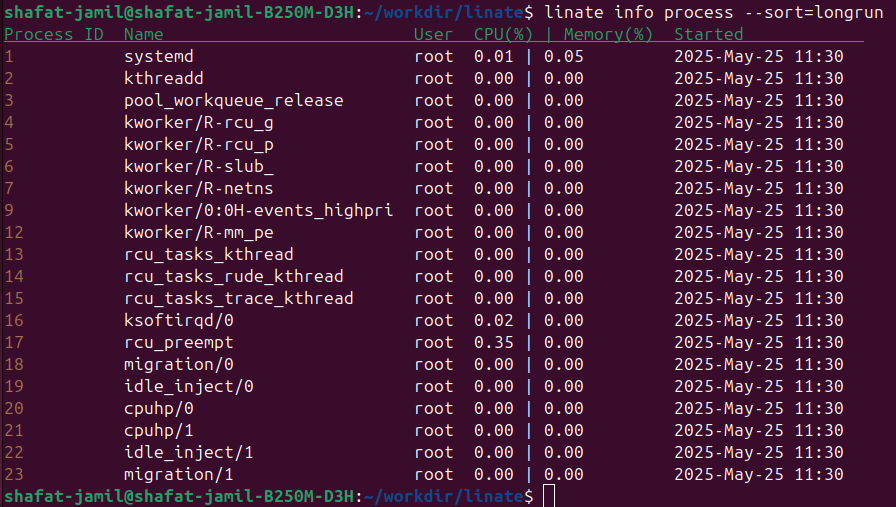 shafat-jamil@shafat-jamil-B250M-D3H:~/workdir/linate$ linate info process --sort=longrun
Process ID  Name                         User  CPU(%) | Memory(%)  Started
1           systemd                      root  0.01 | 0.05         2025-May-25 11:30
2           kthreadd                     root  0.00 | 0.00         2025-May-25 11:30
3           pool_workqueue_release       root  0.00 | 0.00         2025-May-25 11:30
4           kworker/R-rcu_g              root  0.00 | 0.00         2025-May-25 11:30
5           kworker/R-rcu_p              root  0.00 | 0.00         2025-May-25 11:30
6           kworker/R-slub_              root  0.00 | 0.00         2025-May-25 11:30
7           kworker/R-netns              root  0.00 | 0.00         2025-May-25 11:30
9           kworker/0:0H-events_highpri  root  0.00 | 0.00         2025-May-25 11:30
12          kworker/R-mm_pe              root  0.00 | 0.00         2025-May-25 11:30
13          rcu_tasks_kthread            root  0.00 | 0.00         2025-May-25 11:30
14          rcu_tasks_rude_kthread       root  0.00 | 0.00         2025-May-25 11:30
15          rcu_tasks_trace_kthread      root  0.00 | 0.00         2025-May-25 11:30
16          ksoftirqd/0                  root  0.02 | 0.00         2025-May-25 11:30
17          rcu_preempt                  root  0.35 | 0.00         2025-May-25 11:30
18          migration/0                  root  0.00 | 0.00         2025-May-25 11:30
19          idle_inject/0                root  0.00 | 0.00         2025-May-25 11:30
20          cpuhp/0                      root  0.00 | 0.00         2025-May-25 11:30
21          cpuhp/1                      root  0.00 | 0.00         2025-May-25 11:30
22          idle_inject/1                root  0.00 | 0.00         2025-May-25 11:30
23          migration/1                  root  0.00 | 0.00         2025-May-25 11:30
shafat-jamil@shafat-jamil-B250M-D3H:~/workdir/linate$